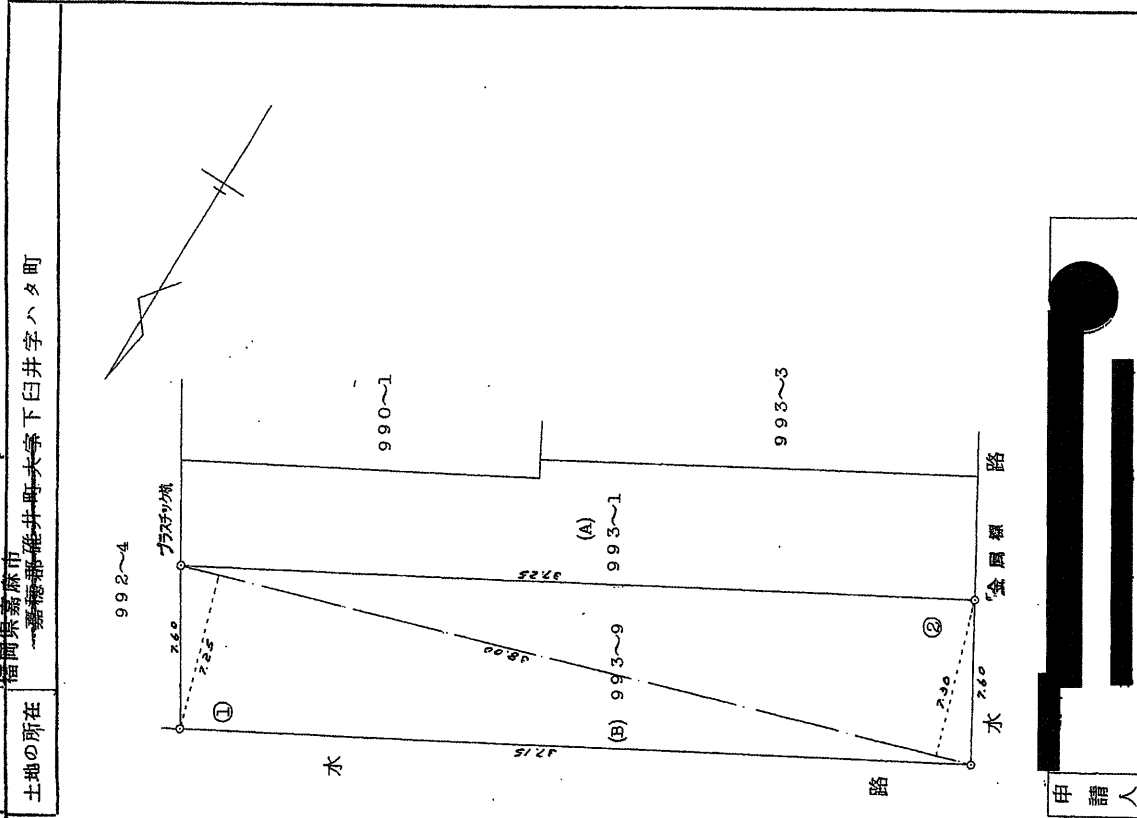 土地の所在
福岡県嘉麻市
嘉穂郡碓井町大字下臼井字ハタ町
992~4
プラスチック杭
990~1
993~3
(A)
993~1
(B) 993~9
7.60
7.25
①
37.25
38.00
37.15
②
7.30
7.60
金属標
水
路
水
路
申請人